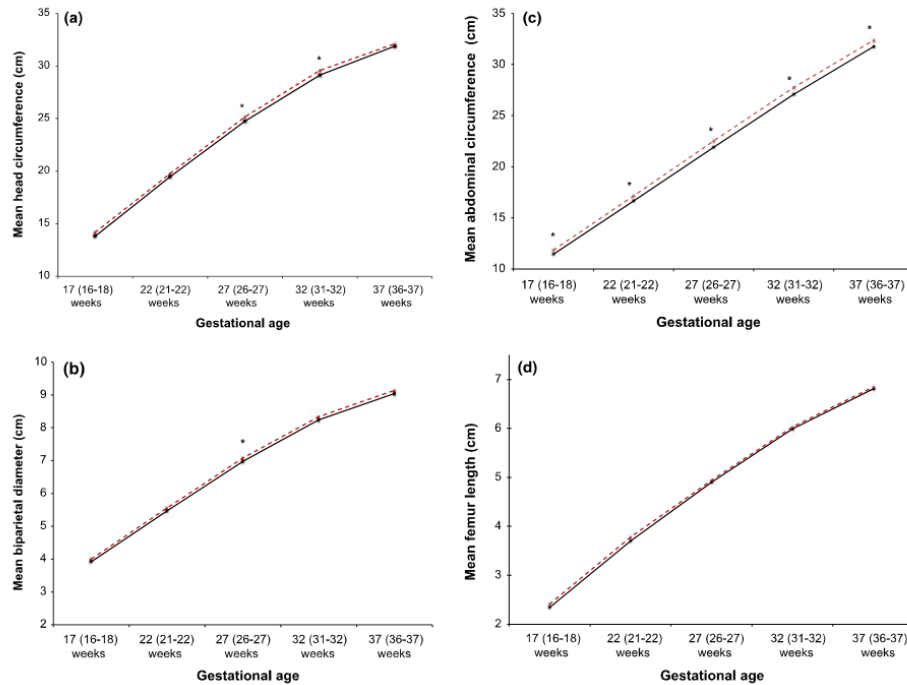 (a)
Mean head circumference (cm)
35
30
25
20
15
10
*
*
17 (16-18)
weeks
22 (21-22)
weeks
27 (26-27)
weeks
32 (31-32)
weeks
37 (36-37)
weeks
Gestational age
(c)
Mean abdominal circumference (cm)
35
30
25
20
15
10
*
*
*
*
*
17 (16-18)
weeks
22 (21-22)
weeks
27 (26-27)
weeks
32 (31-32)
weeks
37 (36-37)
weeks
Gestational age
(b)
Mean biparietal diameter (cm)
10
9
8
7
6
5
4
3
2
*
17 (16-18)
weeks
22 (21-22)
weeks
27 (26-27)
weeks
32 (31-32)
weeks
37 (36-37)
weeks
Gestational age
(d)
Mean femur length (cm)
7
6
5
4
3
2
17 (16-18)
weeks
22 (21-22)
weeks
27 (26-27)
weeks
32 (31-32)
weeks
37 (36-37)
weeks
Gestational age